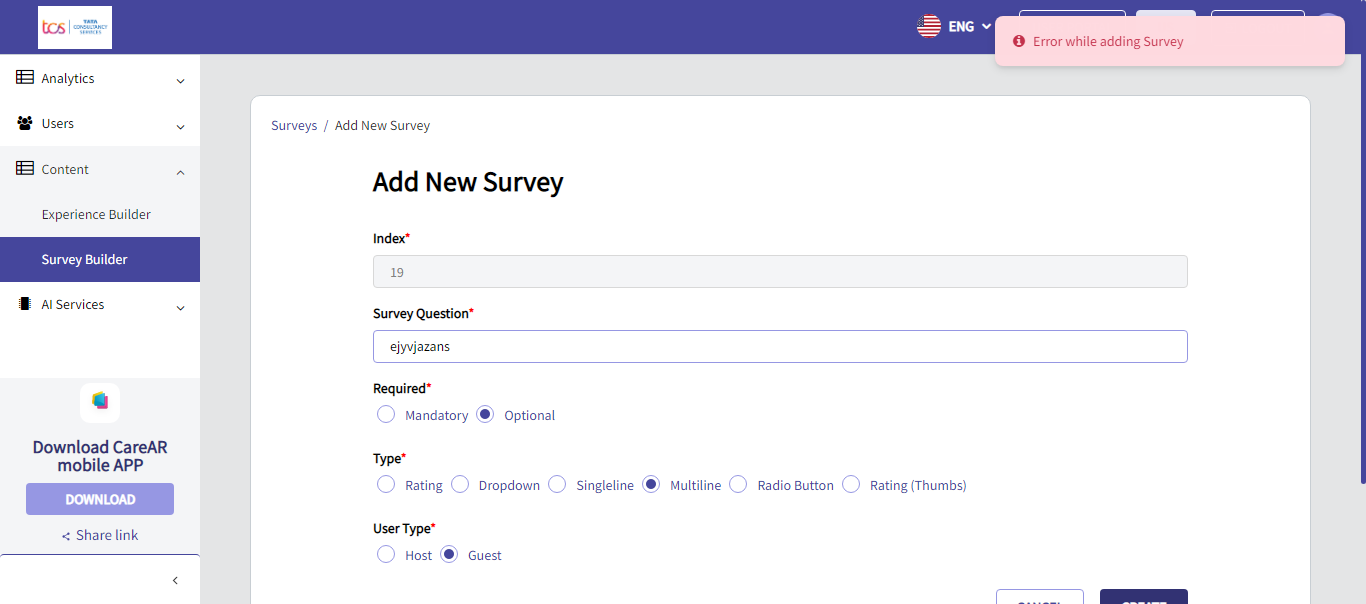 tcs TATA
CONSULTANCY
SERVICES
ENG
Error while adding Survey
Analytics
Users
Content
Experience Builder
Survey Builder
AI Services
Download CareAR
mobile APP
DOWNLOAD
Share link
Surveys / Add New Survey
Add New Survey
Index*
19
Survey Question*
ejyvjazans
Required*
Mandatory Optional
Type*
Rating Dropdown Singleline Multiline Radio Button Rating (Thumbs)
User Type*
Host Guest
CANCEL CREATE